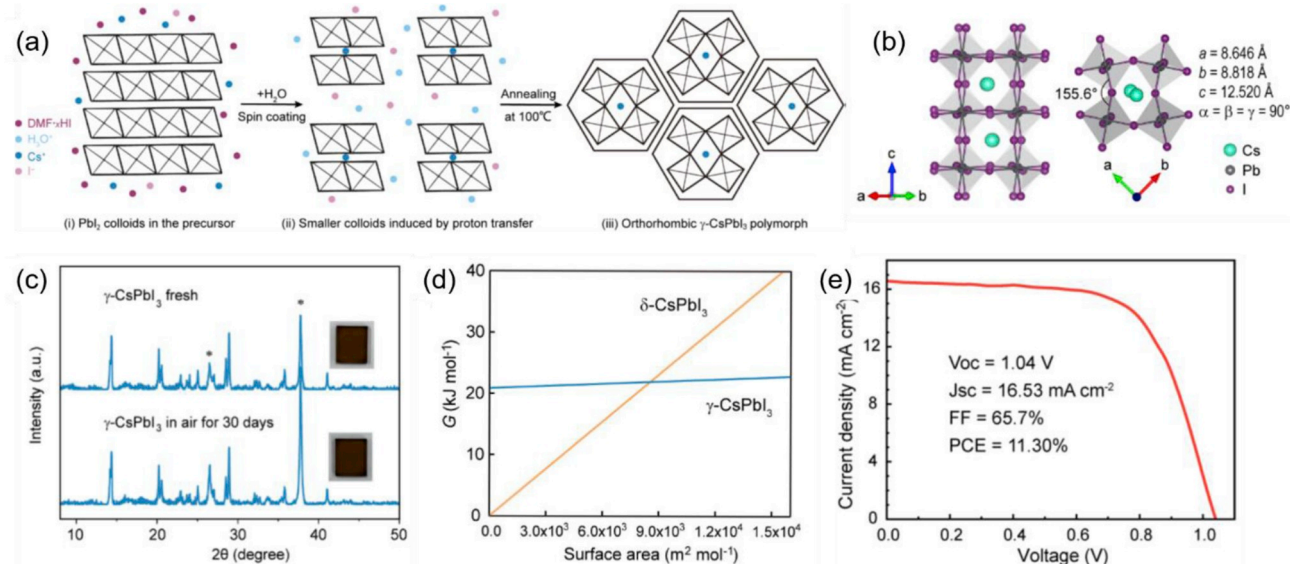 (a)
+H₂O
Spin coating
Annealing
at 100℃
DMF·xHI
H₃O⁺
Cs⁺
I⁻
(i) PbI₂ colloids in the precursor
(ii) Smaller colloids induced by proton transfer
(iii) Orthorhombic γ-CsPbI₃ polymorph
(b)
155.6°
a = 8.646 Å
b = 8.818 Å
c = 12.520 Å
α = β = γ = 90°
Cs
Pb
I
c
a
b
a
b
(c)
γ-CsPbI₃ fresh
γ-CsPbI₃ in air for 30 days
Intensity (a.u.)
10 20 30 40 50
2θ (degree)
(d)
40
30
20
10
0
G (kJ mol⁻¹)
δ-CsPbI₃
γ-CsPbI₃
0.0 3.0x10³ 6.0x10³ 9.0x10³ 1.2x10⁴ 1.5x10⁴
Surface area (m² mol⁻¹)
(e)
16
12
8
4
0
Current density (mA cm⁻²)
Voc = 1.04 V
Jsc = 16.53 mA cm⁻²
FF = 65.7%
PCE = 11.30%
0.0 0.2 0.4 0.6 0.8 1.0
Voltage (V)